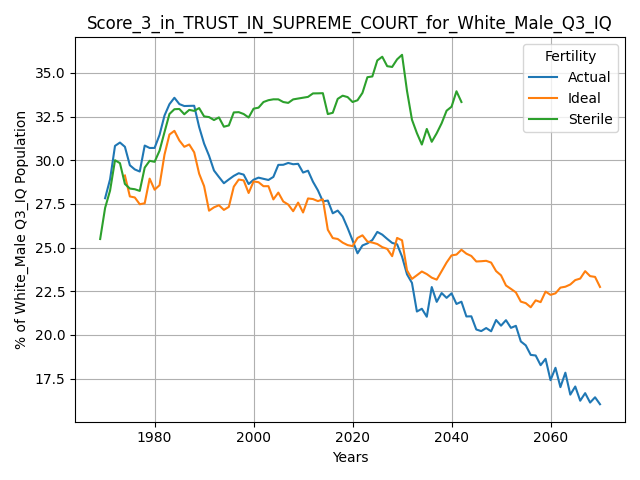 Score_3_in_TRUST_IN_SUPREME_COURT_for_White_Male_Q3_IQ
Fertility
Actual
Ideal
Sterile
% of White_Male Q3_IQ Population
35.0
32.5
30.0
27.5
25.0
22.5
20.0
17.5
1980
2000
2020
2040
2060
Years